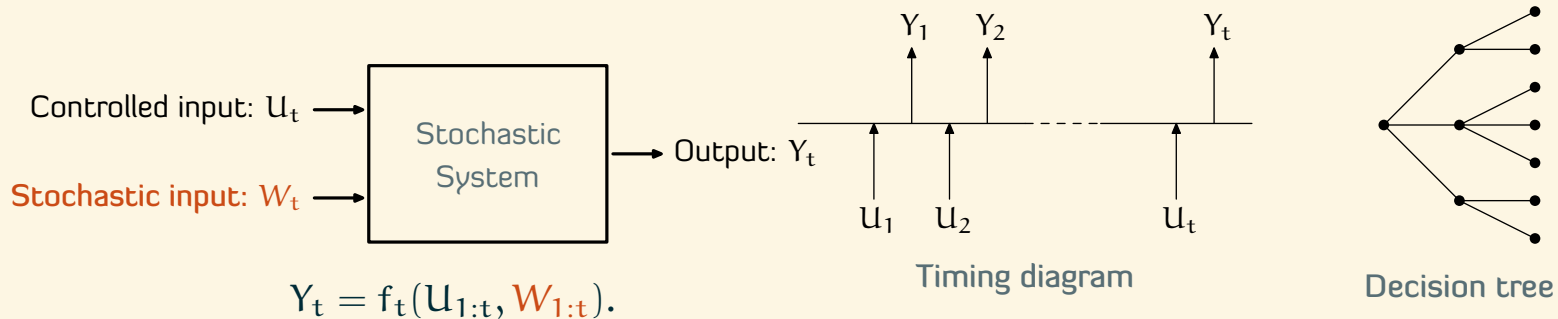 Controlled input: U_t
Stochastic input: W_t
Stochastic
System
Output: Y_t
Y_t = f_t(U_{1:t}, W_{1:t}).
Y_1 Y_2 Y_t
U_1 U_2 U_t
Timing diagram
Decision tree